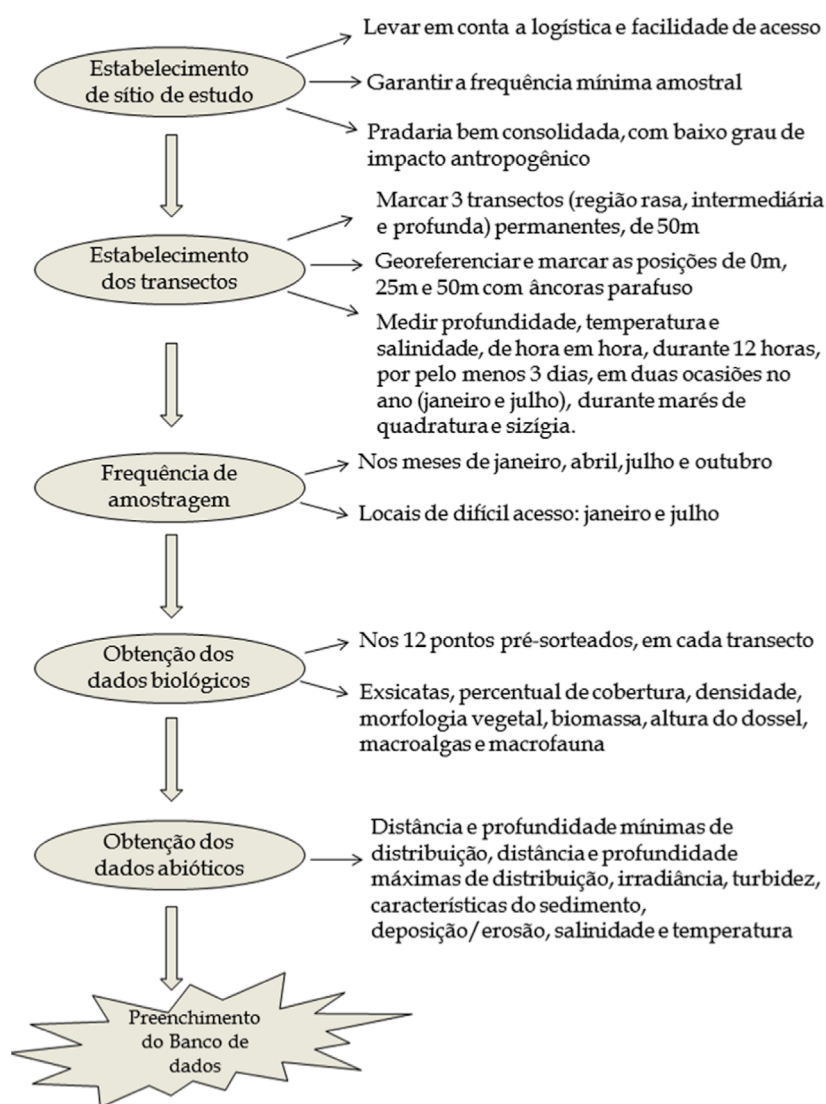 Estabelecimento
de sítio de estudo
Levar em conta a logística e facilidade de acesso
Garantir a frequência mínima amostral
Pradaria bem consolidada, com baixo grau de
impacto antropogênico
Estabelecimento
dos transectos
Marcar 3 transectos (região rasa, intermediária
e profunda) permanentes, de 50m
Georeferenciar e marcar as posições de 0m,
25m e 50m com âncoras parafuso
Medir profundidade, temperatura e
salinidade, de hora em hora, durante 12 horas,
por pelo menos 3 dias, em duas ocasiões no
ano (janeiro e julho), durante marés de
quadratura e sizígia.
Frequência de
amostragem
Nos meses de janeiro, abril, julho e outubro
Locais de difícil acesso: janeiro e julho
Obtenção dos
dados biológicos
Nos 12 pontos pré-sorteados, em cada transecto
Exsicatas, percentual de cobertura, densidade,
morfologia vegetal, biomassa, altura do dossel,
macroalgas e macrofauna
Obtenção dos
dados abióticos
Distância e profundidade mínimas de
distribuição, distância e profundidade
máximas de distribuição, irradiância, turbidez,
características do sedimento,
deposição/erosão, salinidade e temperatura
Preenchimento
do Banco de
dados